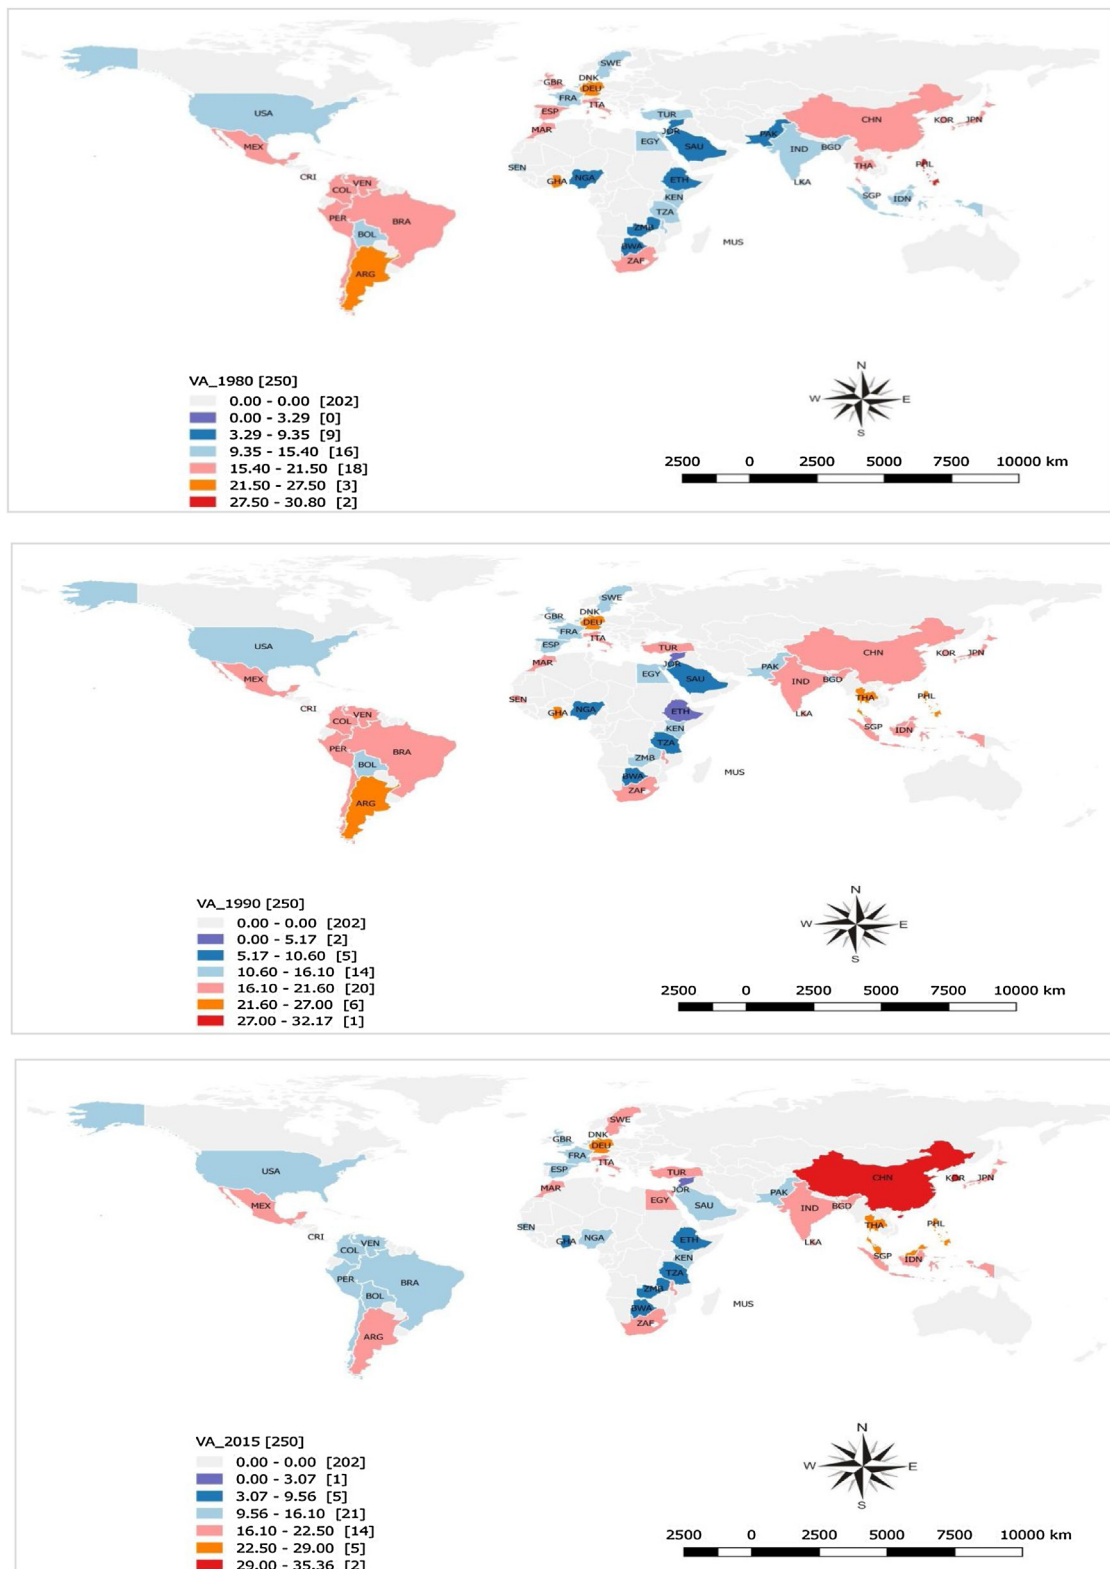 SWE
DNK
GBR
DEU
FRA
ITA
ESP
TUR
USA
CHN
KOR
JPN
MAR
JOR
PAK
MEX
EGY
SAU
IND
BGD
SEN
THA
PHL
CRI
VEN
GHA
NGA
ETH
LKA
COL
KEN
SGP
IDN
PER
BRA
TZA
BOL
ZMB
MUS
BWA
ZAF
ARG
VA_1980 [250]
0.00 - 0.00 [202]
0.00 - 3.29 [0]
3.29 - 9.35 [9]
9.35 - 15.40 [16]
15.40 - 21.50 [18]
21.50 - 27.50 [3]
27.50 - 30.80 [2]
N
W E
S
2500 0 2500 5000 7500 10000 km
SWE
DNK
GBR
DEU
FRA
ITA
ESP
TUR
USA
CHN
KOR
JPN
MAR
JOR
PAK
MEX
EGY
SAU
IND
BGD
SEN
THA
PHL
CRI
VEN
GHA
NGA
ETH
LKA
COL
KEN
SGP
IDN
PER
BRA
TZA
BOL
ZMB
MUS
BWA
ZAF
ARG
VA_1990 [250]
0.00 - 0.00 [202]
0.00 - 5.17 [2]
5.17 - 10.60 [5]
10.60 - 16.10 [14]
16.10 - 21.60 [20]
21.60 - 27.00 [6]
27.00 - 32.17 [1]
N
W E
S
2500 0 2500 5000 7500 10000 km
SWE
DNK
GBR
DEU
FRA
ITA
ESP
TUR
USA
CHN
KOR
JPN
MAR
JOR
PAK
MEX
EGY
SAU
IND
BGD
SEN
THA
PHL
CRI
VEN
GHA
NGA
ETH
LKA
COL
KEN
SGP
IDN
PER
BRA
TZA
BOL
ZMB
MUS
BWA
ZAF
ARG
VA_2015 [250]
0.00 - 0.00 [202]
0.00 - 3.07 [1]
3.07 - 9.56 [5]
9.56 - 16.10 [21]
16.10 - 22.50 [14]
22.50 - 29.00 [5]
29.00 - 35.36 [2]
N
W E
S
2500 0 2500 5000 7500 10000 km